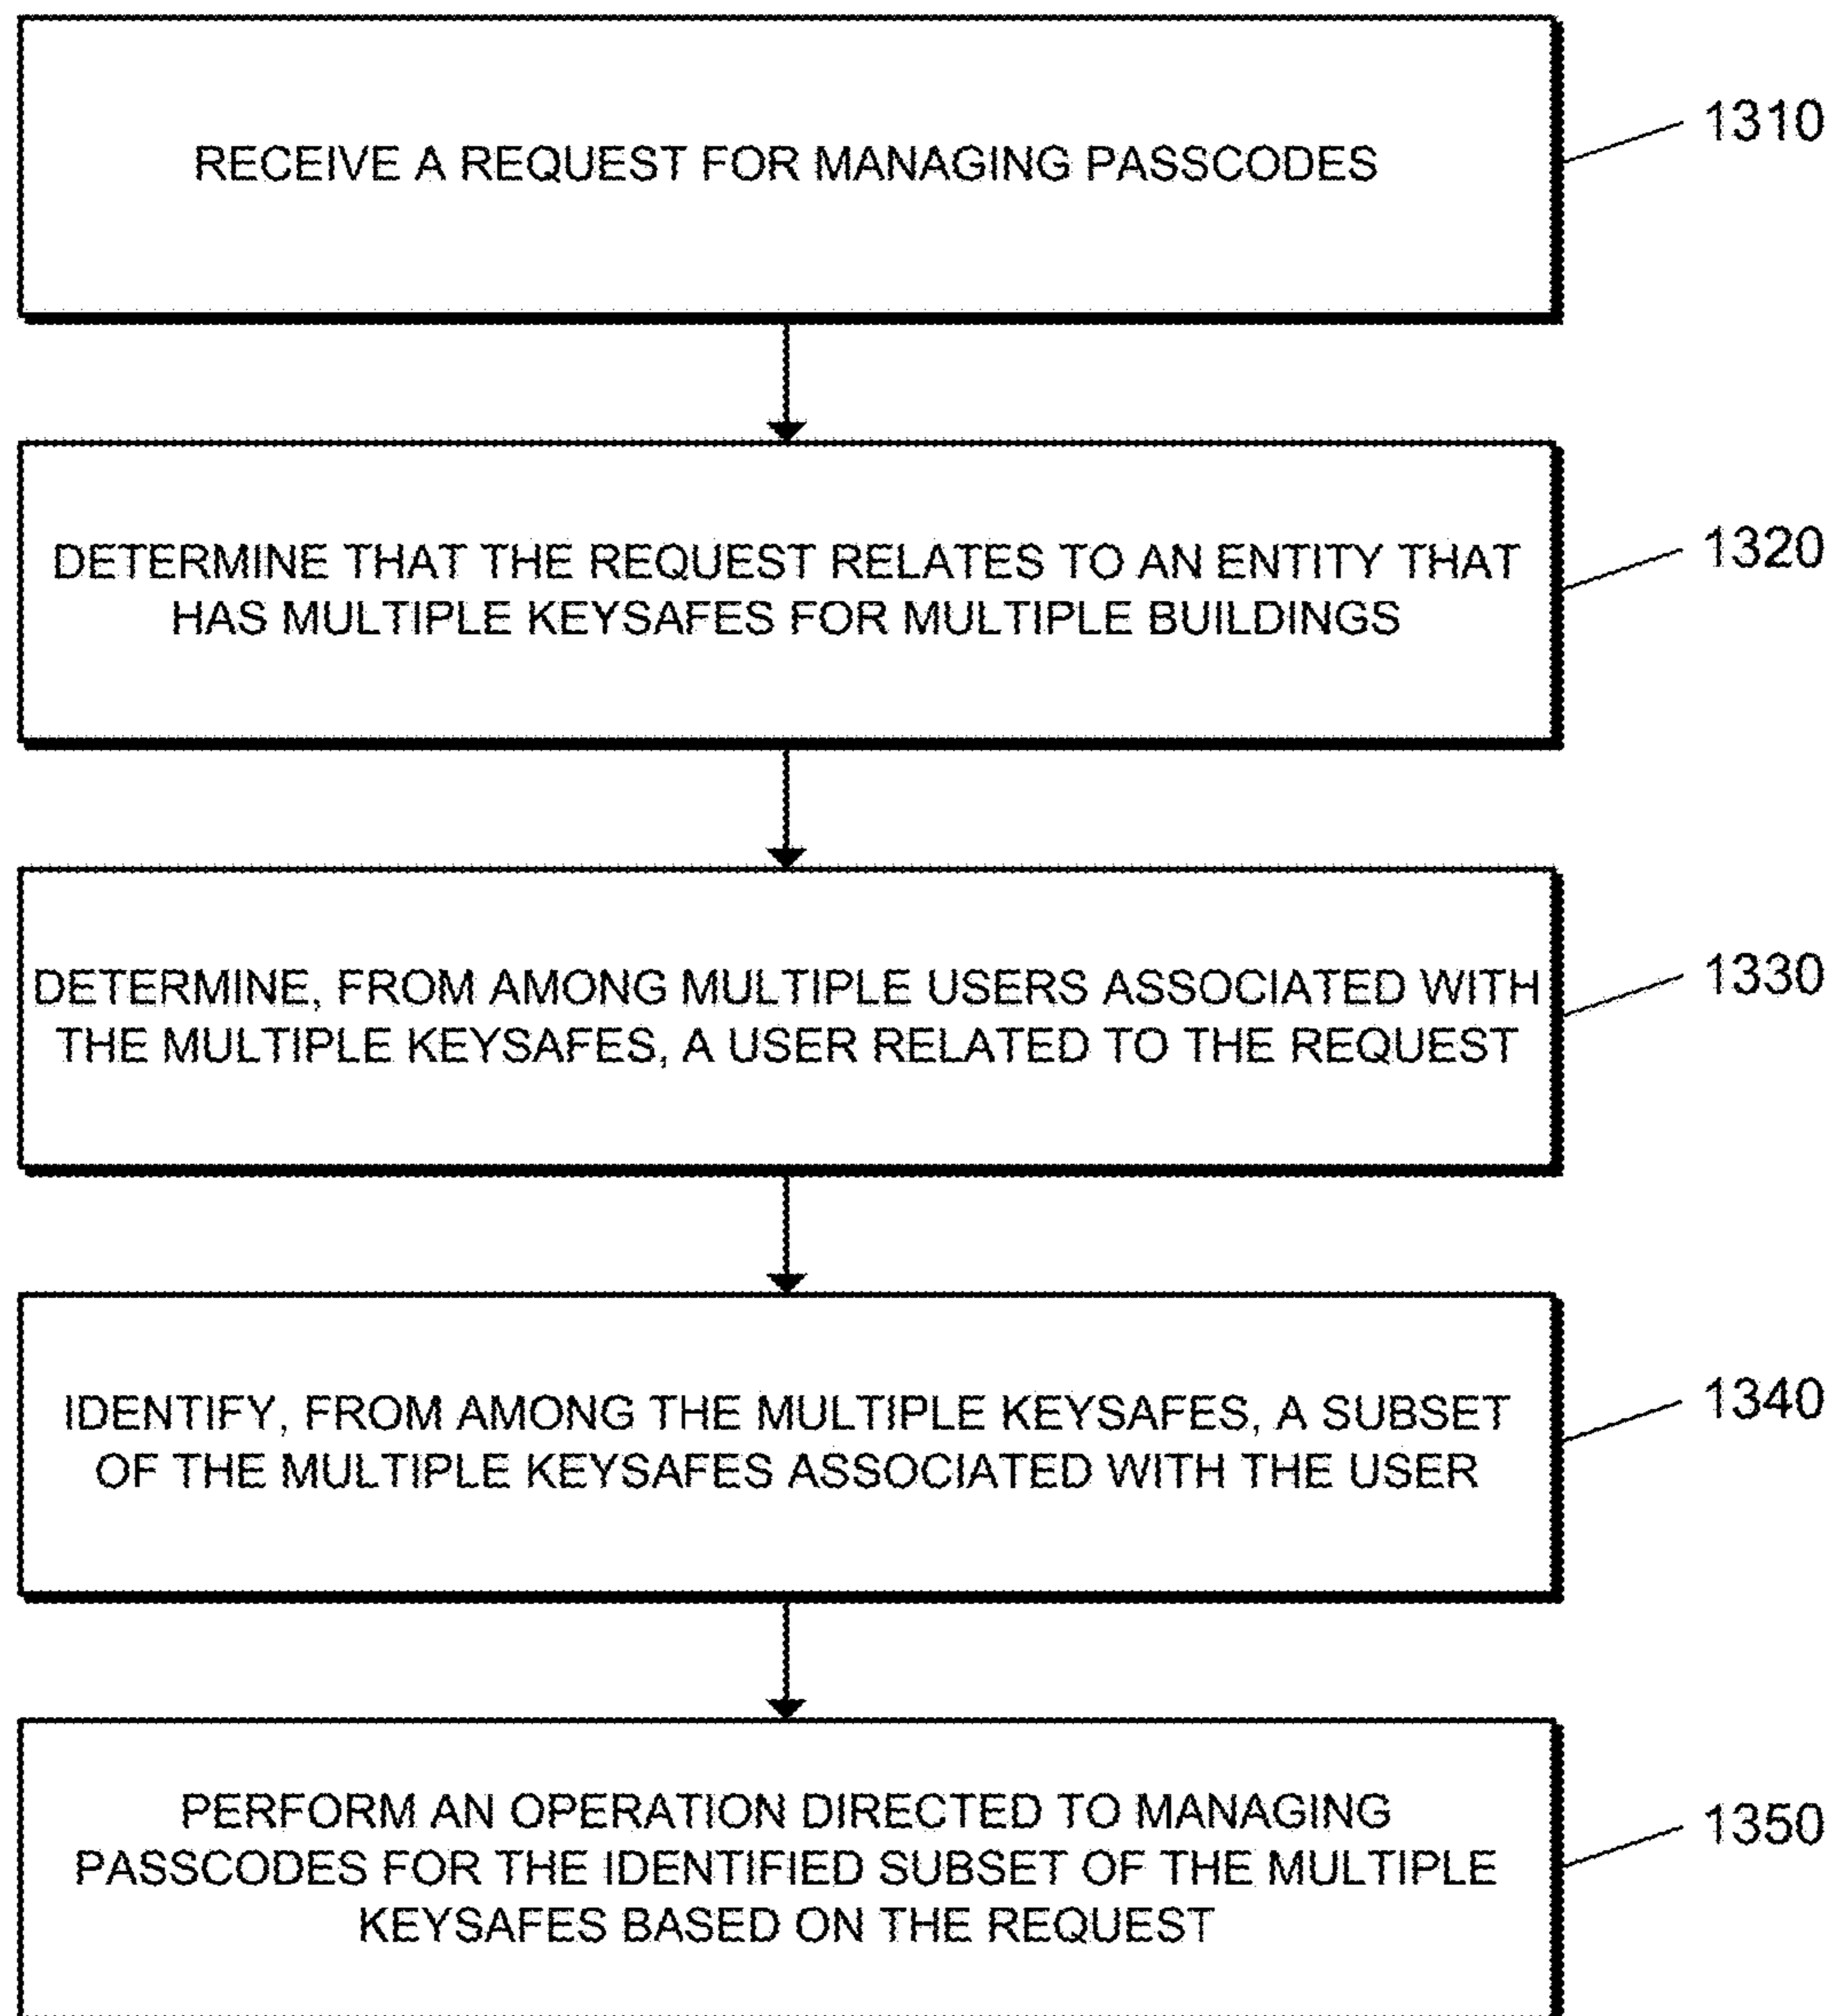 RECEIVE A REQUEST FOR MANAGING PASSCODES
1310
DETERMINE THAT THE REQUEST RELATES TO AN ENTITY THAT
HAS MULTIPLE KEYSAFES FOR MULTIPLE BUILDINGS
1320
DETERMINE, FROM AMONG MULTIPLE USERS ASSOCIATED WITH
THE MULTIPLE KEYSAFES, A USER RELATED TO THE REQUEST
1330
IDENTIFY, FROM AMONG THE MULTIPLE KEYSAFES, A SUBSET
OF THE MULTIPLE KEYSAFES ASSOCIATED WITH THE USER
1340
PERFORM AN OPERATION DIRECTED TO MANAGING
PASSCODES FOR THE IDENTIFIED SUBSET OF THE MULTIPLE
KEYSAFES BASED ON THE REQUEST
1350